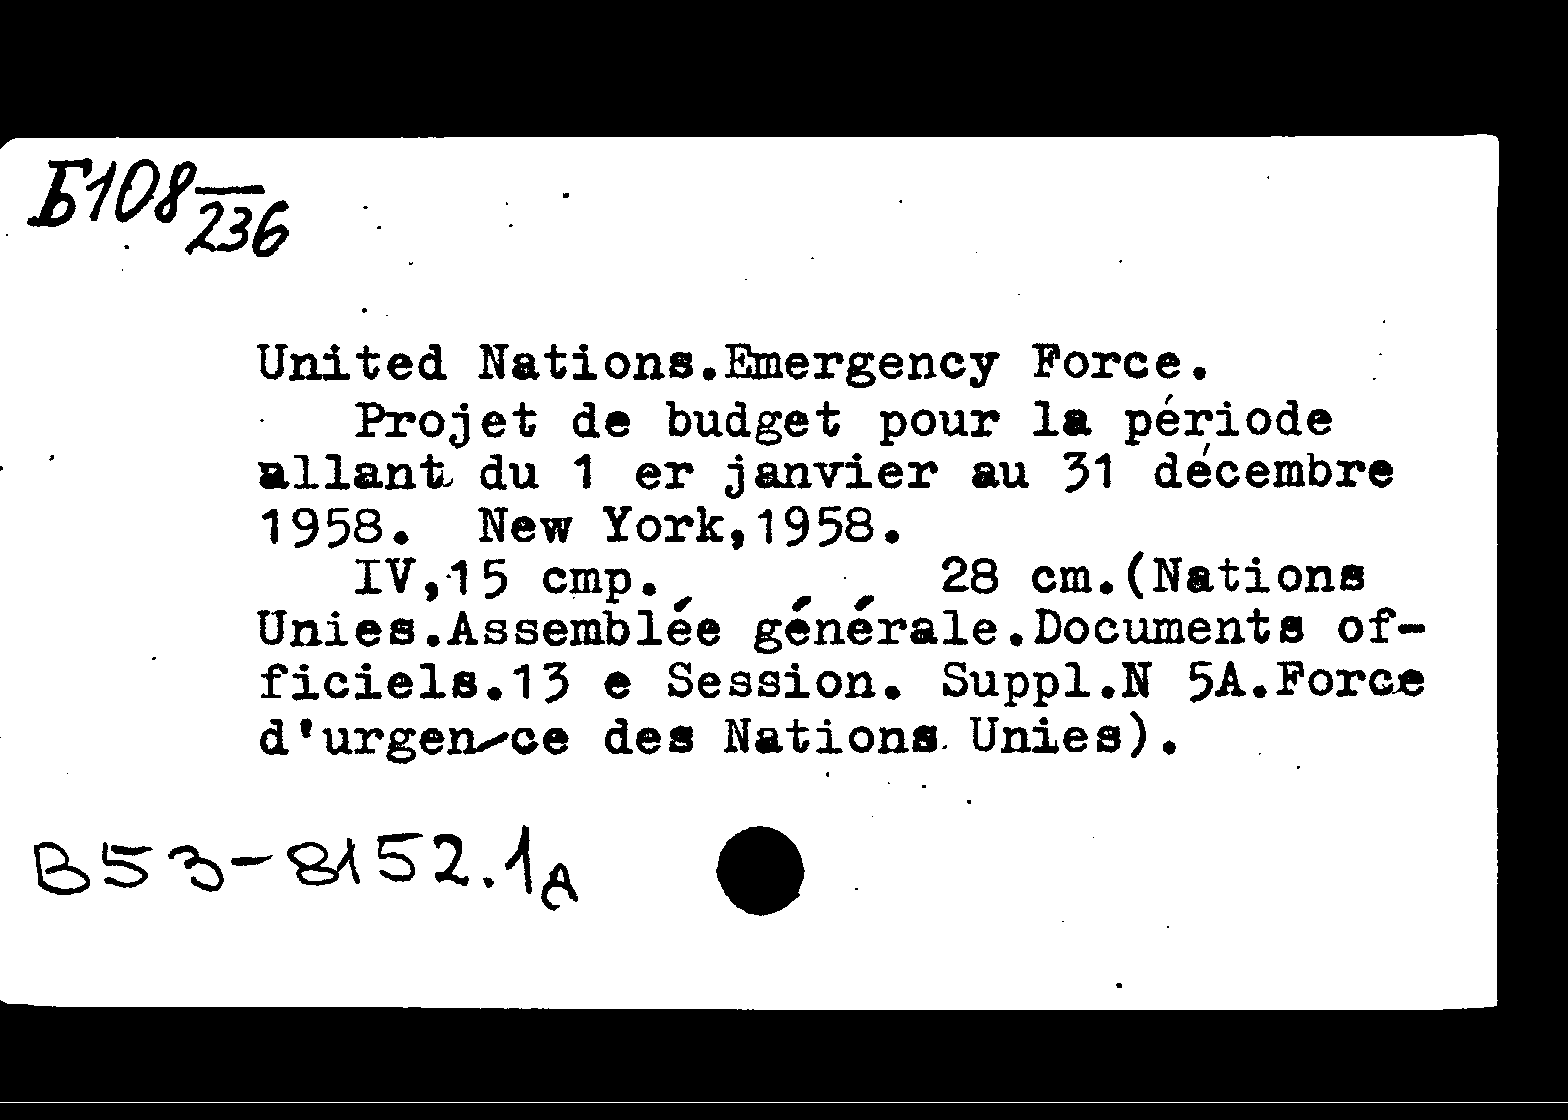 Б108
236
United Nations.Emergency Force.
Projet de budget pour la période
allant du 1 er janvier au 31 décembre
1958. New York,1958.
IV,15 cmp. 28 cm.(Nations
Unies.Assemblée générale.Documents of-
ficiels.13 e Session. Suppl.N 5A.Force
d'urgen-ce des Nations Unies).
B53-8152.1A